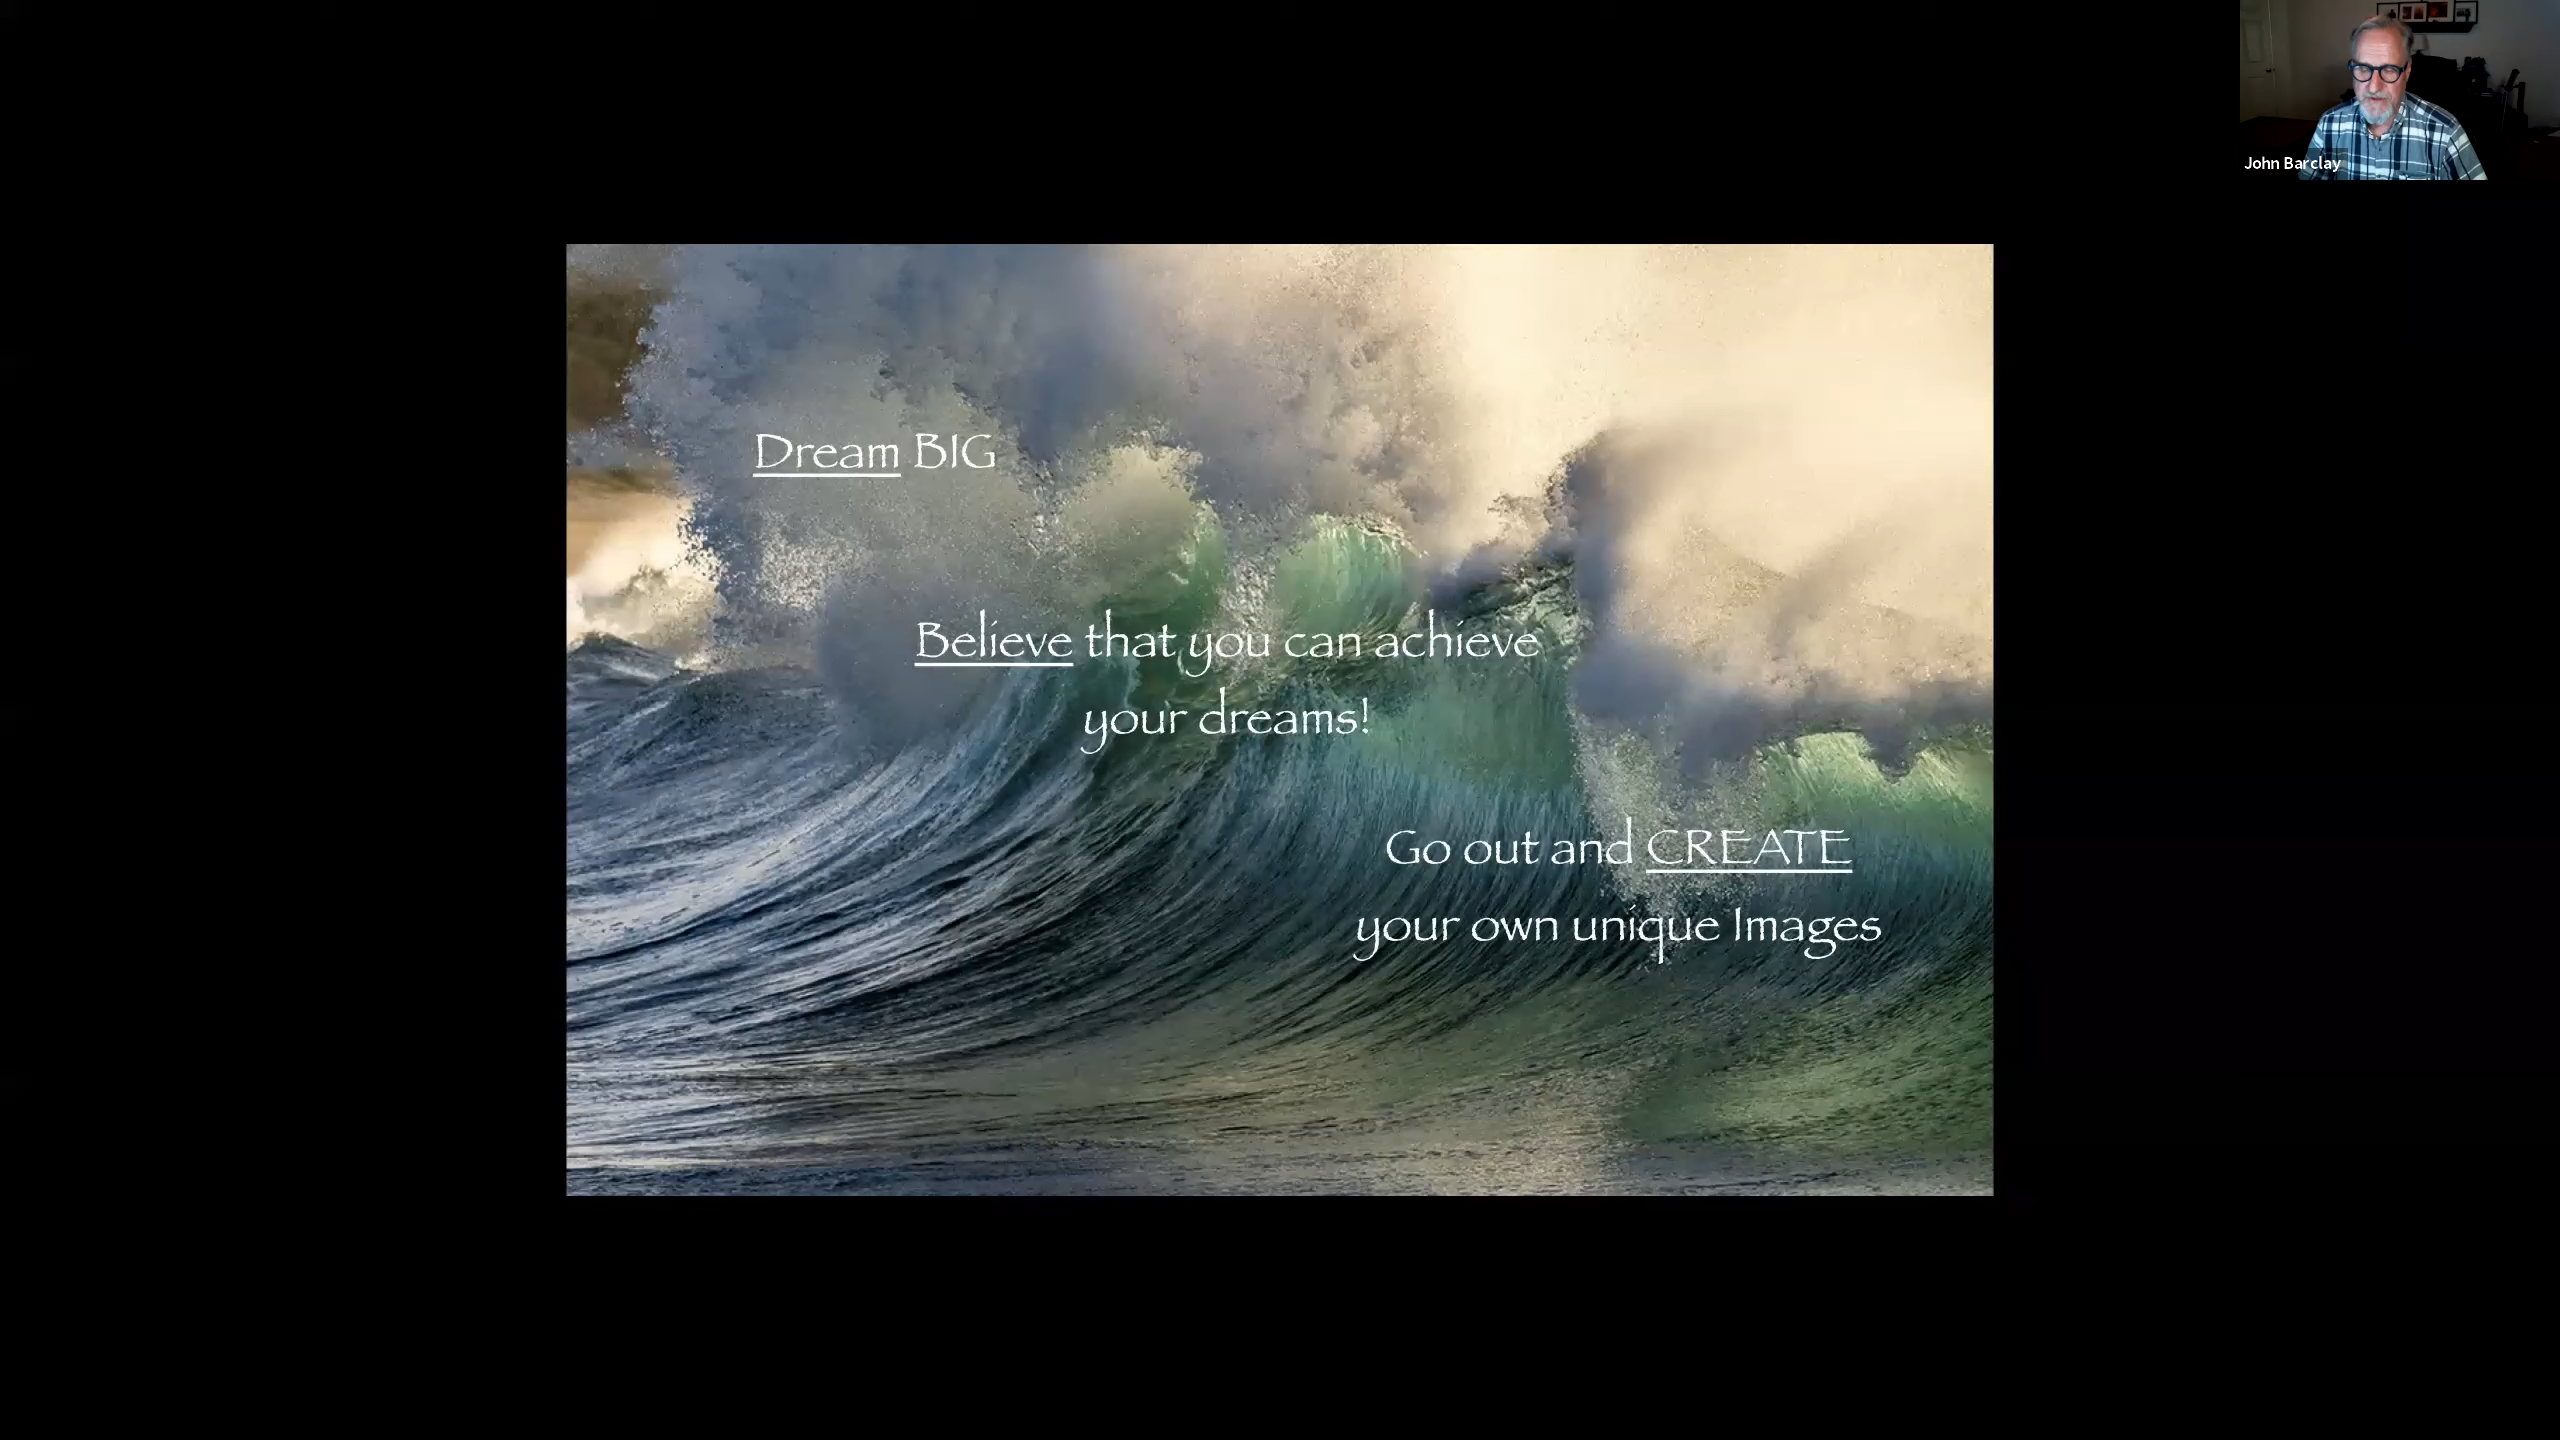 John Barclay
Dream BIG
Believe that you can achieve
your dreams!
Go out and CREATE
your own unique Images